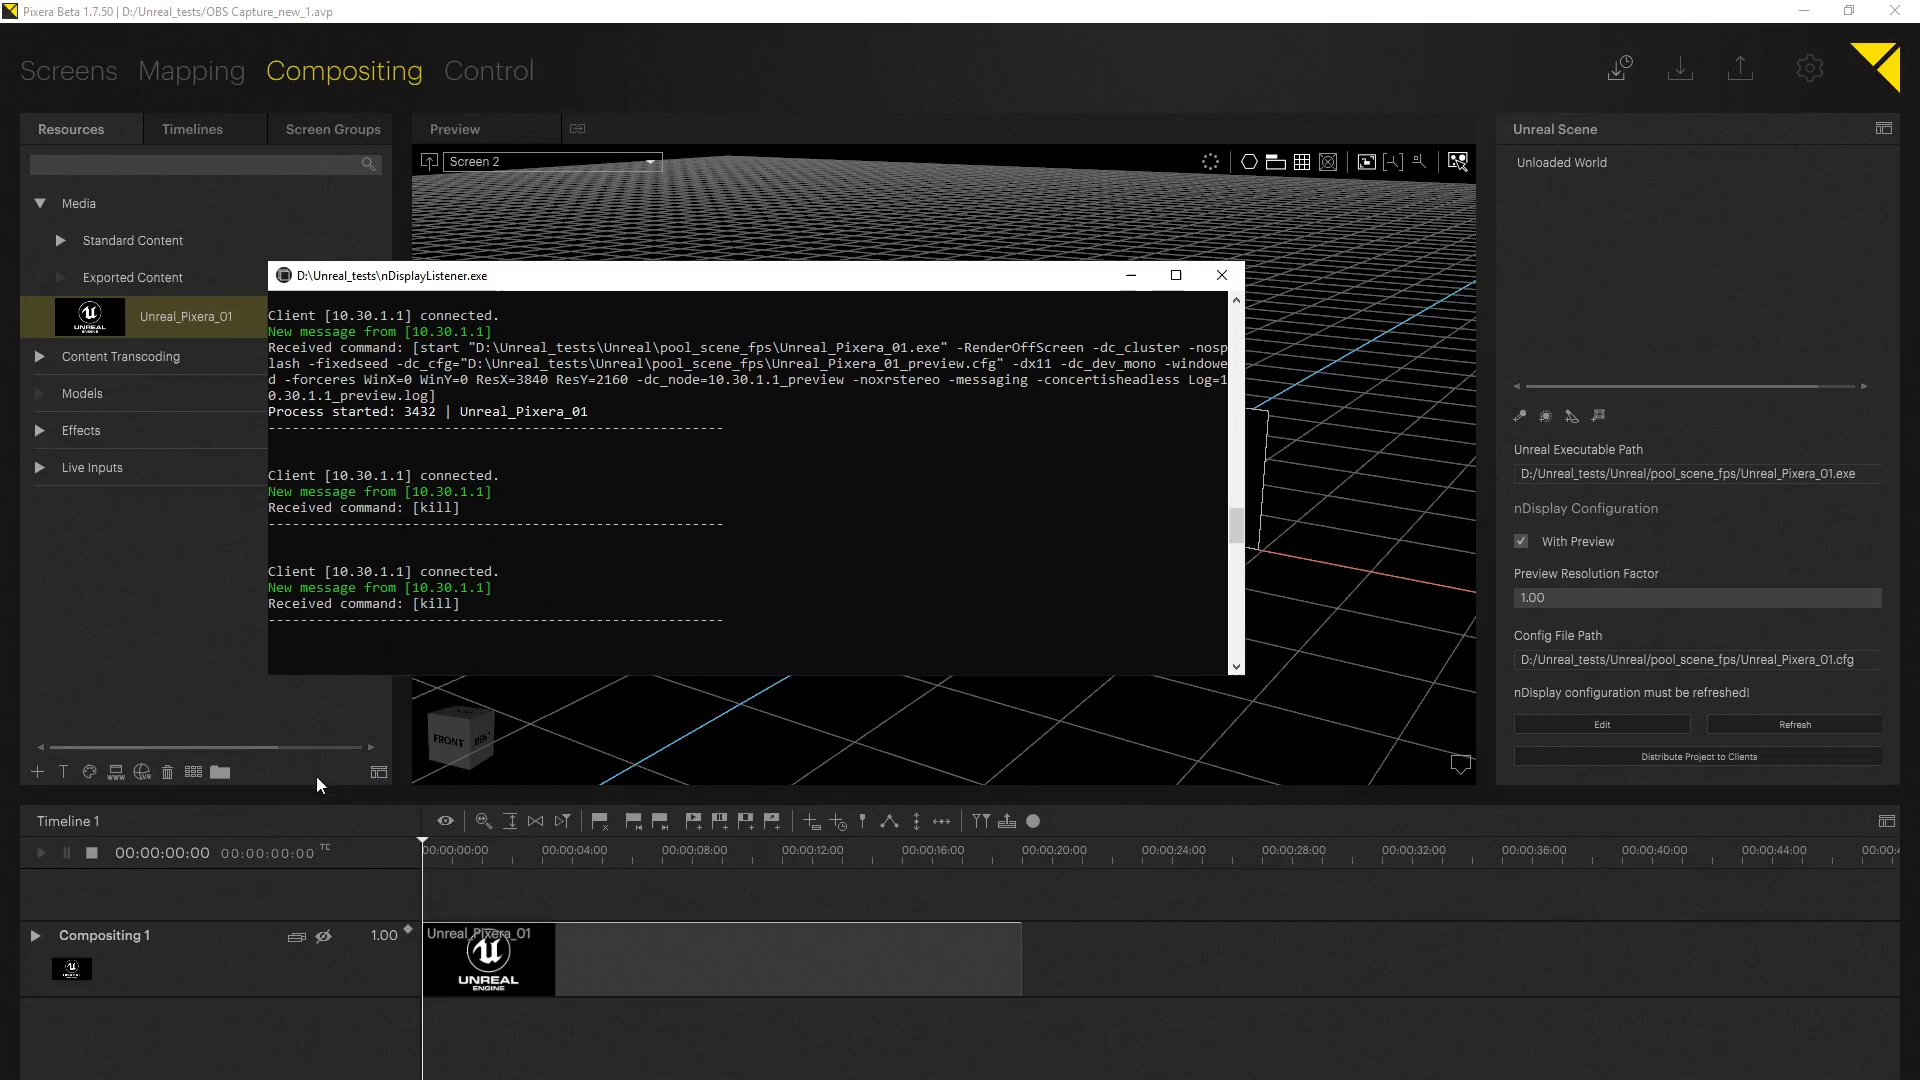 Pixera Beta 1.7.50 | D:/Unreal_tests/OBS Capture_new_1.avp
Screens Mapping Compositing Control
Resources Timelines Screen Groups
Media
Standard Content
Exported Content
UNREAL
ENGINE
Unreal_Pixera_01
Content Transcoding
Models
Effects
Live Inputs
WWW
VR
Preview
Screen 2
D:\Unreal_tests\nDisplayListener.exe
Client [10.30.1.1] connected.
New message from [10.30.1.1]
Received command: [start "D:\Unreal_tests\Unreal\pool_scene_fps\Unreal_Pixera_01.exe" -RenderOffScreen -dc_cluster -nosp
lash -fixedseed -dc_cfg="D:\Unreal_tests\Unreal\pool_scene_fps\Unreal_Pixera_01_preview.cfg" -dx11 -dc_dev_mono -windowe
d -forceres WinX=0 WinY=0 ResX=3840 ResY=2160 -dc_node=10.30.1.1_preview -noxrstereo -messaging -concertisheadless Log=1
0.30.1.1_preview.log]
Process started: 3432 | Unreal_Pixera_01
---------------------------------------------------------
Client [10.30.1.1] connected.
New message from [10.30.1.1]
Received command: [kill]
---------------------------------------------------------
Client [10.30.1.1] connected.
New message from [10.30.1.1]
Received command: [kill]
---------------------------------------------------------
FRONT
Unreal Scene
Unloaded World
Unreal Executable Path
D:/Unreal_tests/Unreal/pool_scene_fps/Unreal_Pixera_01.exe
nDisplay Configuration
With Preview
Preview Resolution Factor
1.00
Config File Path
D:/Unreal_tests/Unreal/pool_scene_fps/Unreal_Pixera_01.cfg
nDisplay configuration must be refreshed!
Edit Refresh
Distribute Project to Clients
Timeline 1
00:00:00:00 00:00:00:00 TC
00:00:00:00 00:00:04:00 00:00:08:00 00:00:12:00 00:00:16:00 00:00:20:00 00:00:24:00 00:00:28:00 00:00:32:00 00:00:36:00 00:00:40:00 00:00:44:00 00:00:4
Compositing 1 1.00
Unreal_Pixera_01
UNREAL
ENGINE